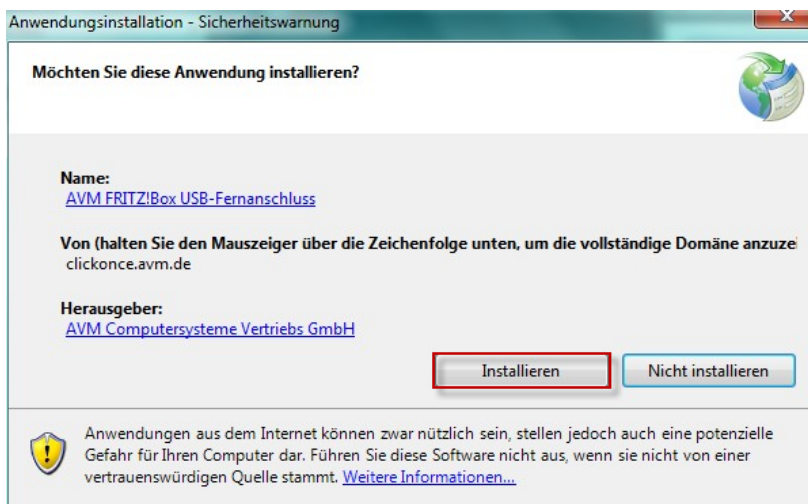 Anwendungsinstallation - Sicherheitswarnung
Möchten Sie diese Anwendung installieren?
Name:
AVM FRITZ!Box USB-Fernanschluss
Von (halten Sie den Mauszeiger über die Zeichenfolge unten, um die vollständige Domäne anzuzei
clickonce.avm.de
Herausgeber:
AVM Computersysteme Vertriebs GmbH
Installieren
Nicht installieren
Anwendungen aus dem Internet können zwar nützlich sein, stellen jedoch auch eine potenzielle
Gefahr für Ihren Computer dar. Führen Sie diese Software nicht aus, wenn sie nicht von einer
vertrauenswürdigen Quelle stammt. Weitere Informationen...